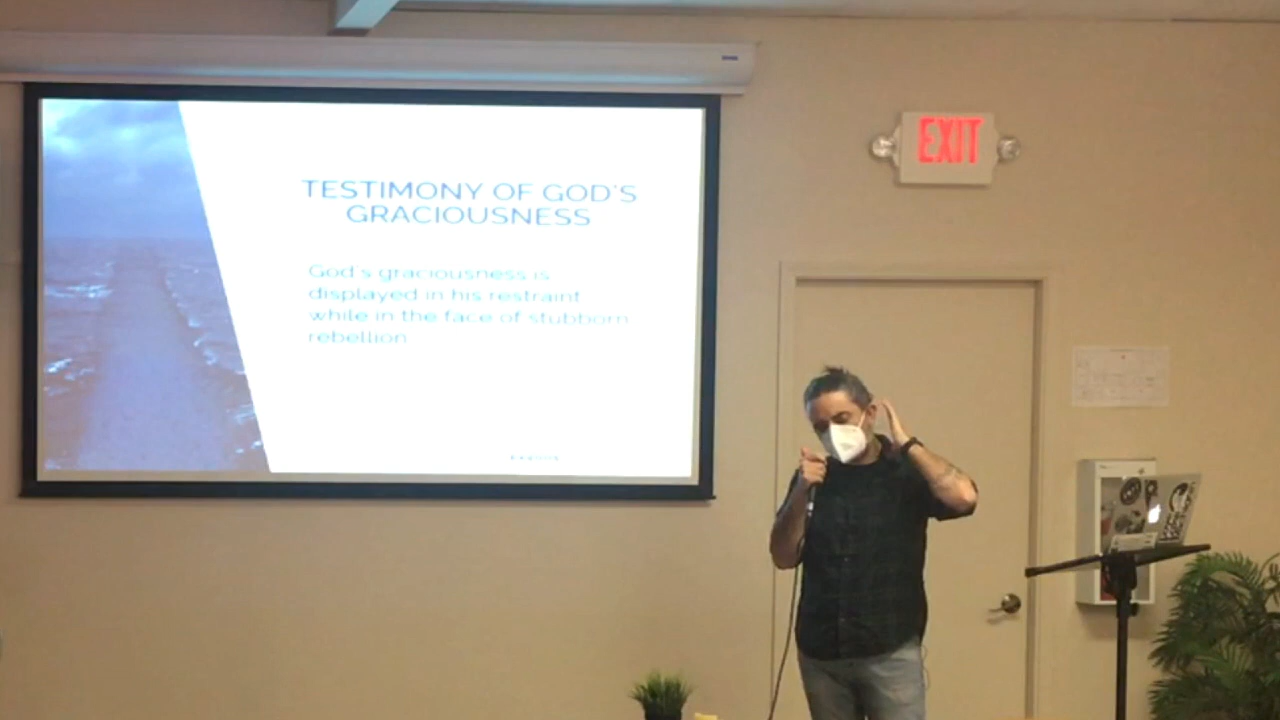 TESTIMONY OF GOD'S
GRACIOUSNESS
God's graciousness is
displayed in his restraint
while in the face of stubborn
rebellion
EXIT